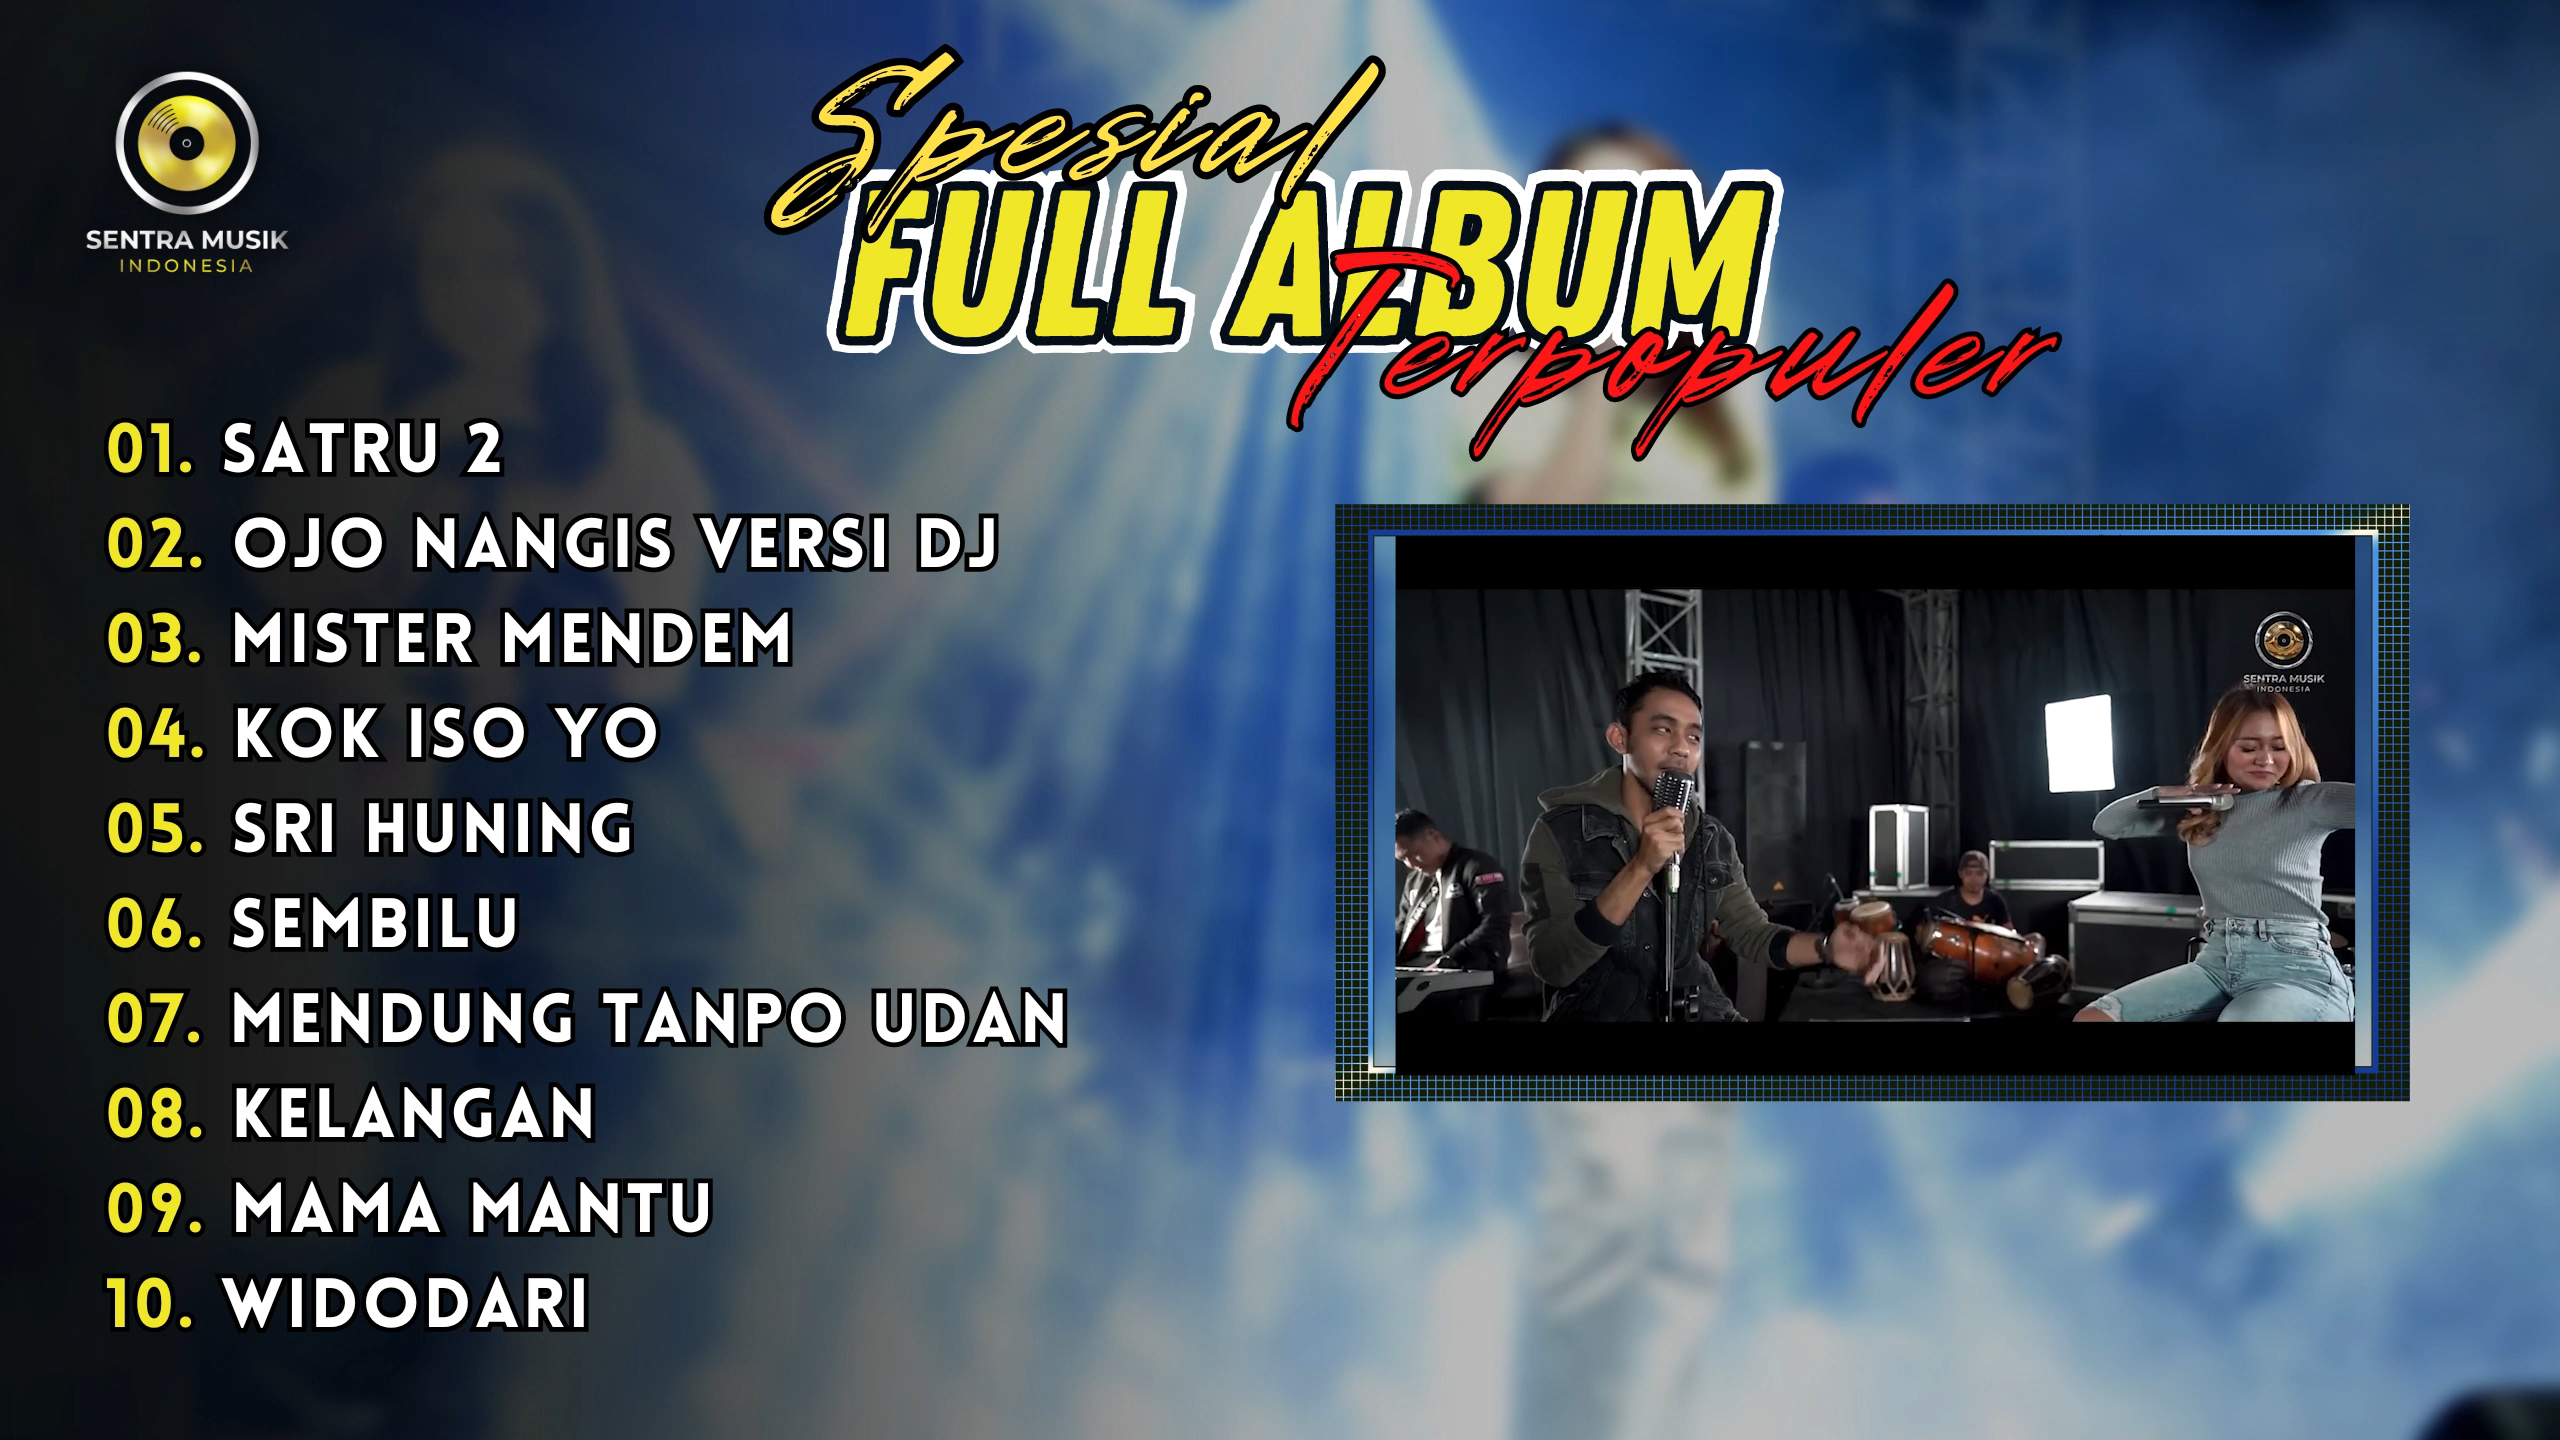 SENTRA MUSIK
INDONESIA
Spesial
FULL ALBUM
Terpopuler
01. SATRU 2
02. OJO NANGIS VERSI DJ
03. MISTER MENDEM
04. KOK ISO YO
05. SRI HUNING
06. SEMBILU
07. MENDUNG TANPO UDAN
08. KELANGAN
09. MAMA MANTU
10. WIDODARI
SENTRA MUSIK
INDONESIA